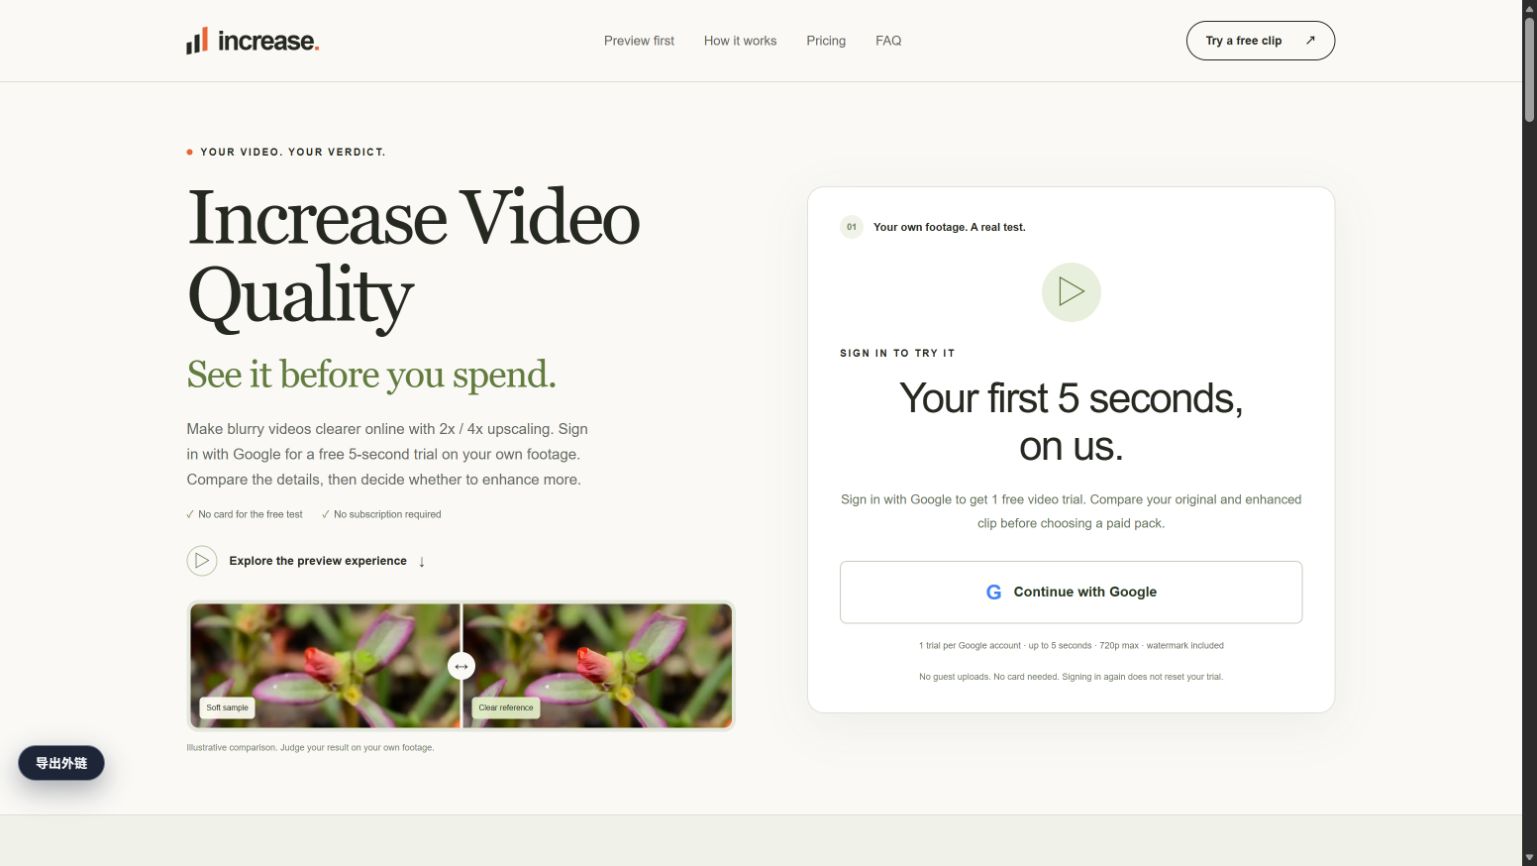 increase.
Preview first
How it works
Pricing
FAQ
Try a free clip ↗
YOUR VIDEO. YOUR VERDICT.
Increase Video
Quality
See it before you spend.
Make blurry videos clearer online with 2x / 4x upscaling. Sign
in with Google for a free 5-second trial on your own footage.
Compare the details, then decide whether to enhance more.
✓ No card for the free test
✓ No subscription required
Explore the preview experience ↓
Soft sample
Clear reference
Illustrative comparison. Judge your result on your own footage.
01
Your own footage. A real test.
SIGN IN TO TRY IT
Your first 5 seconds,
on us.
Sign in with Google to get 1 free video trial. Compare your original and enhanced
clip before choosing a paid pack.
G Continue with Google
1 trial per Google account · up to 5 seconds · 720p max · watermark included
No guest uploads. No card needed. Signing in again does not reset your trial.
导出外链